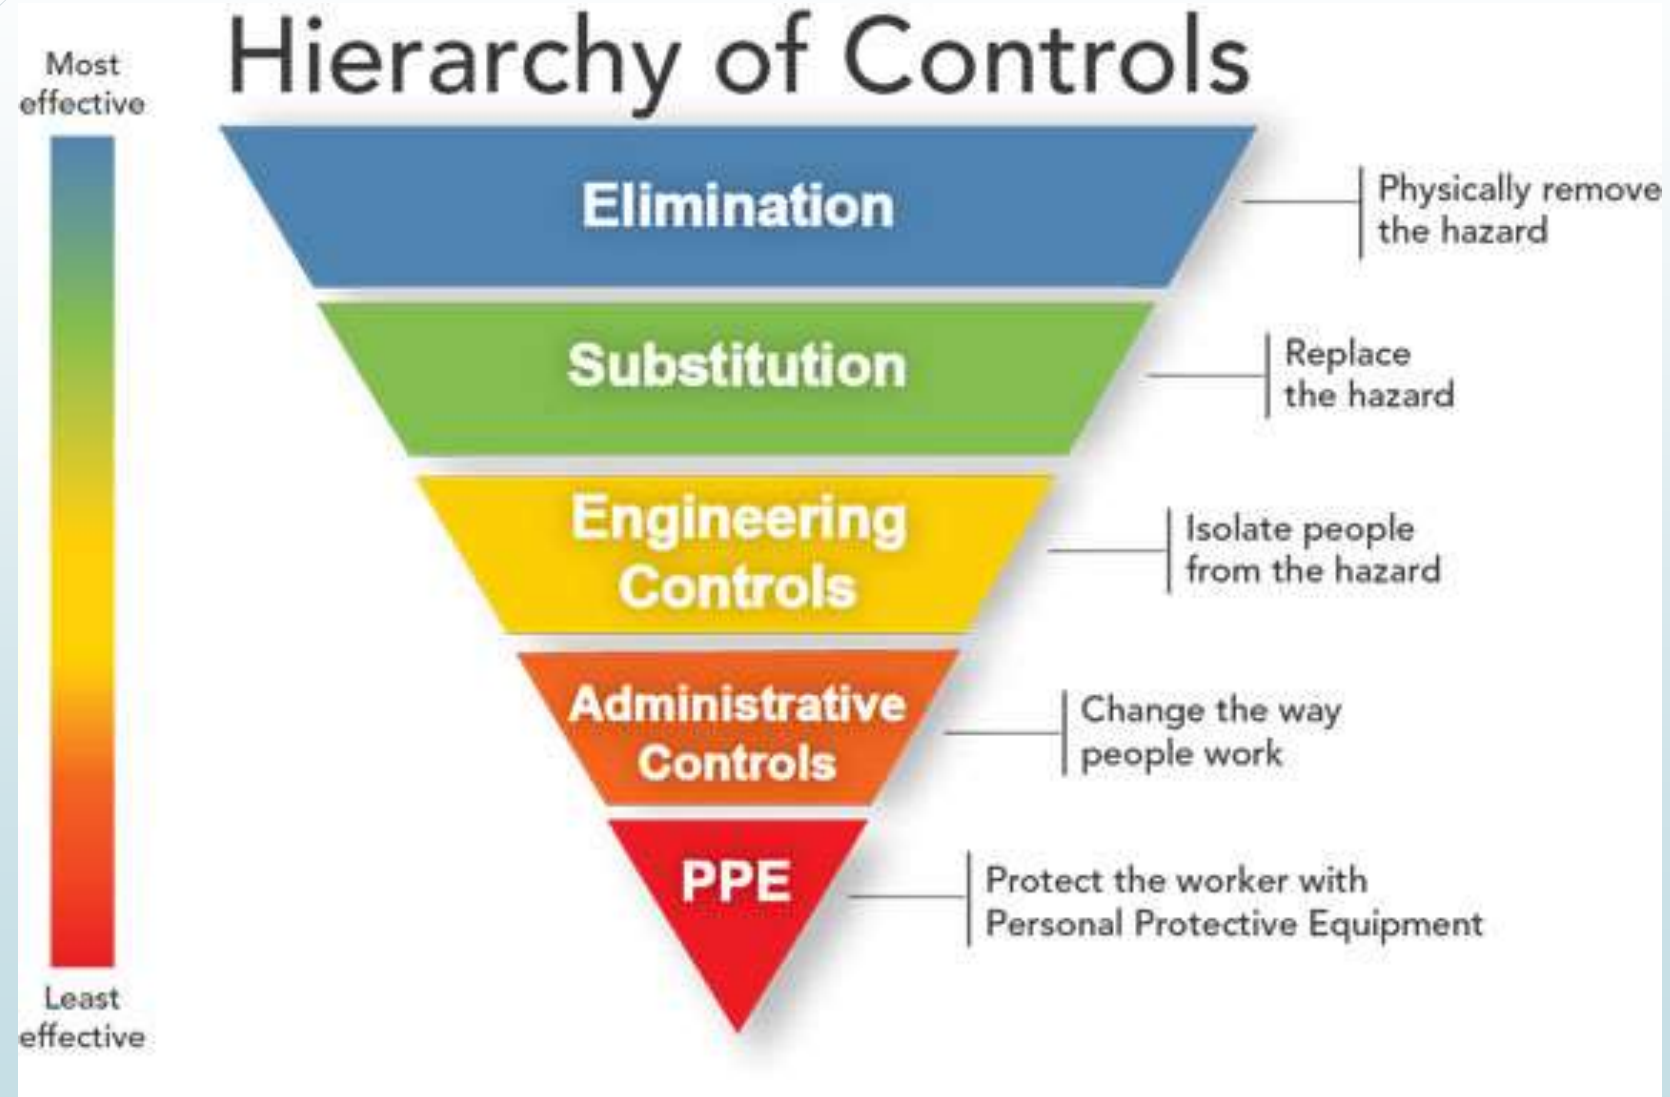 Hierarchy of Controls
Most
effective
Elimination
Physically remove
the hazard
Substitution
Replace
the hazard
Engineering
Controls
Isolate people
from the hazard
Administrative
Controls
Change the way
people work
PPE
Protect the worker with
Personal Protective Equipment
Least
effective